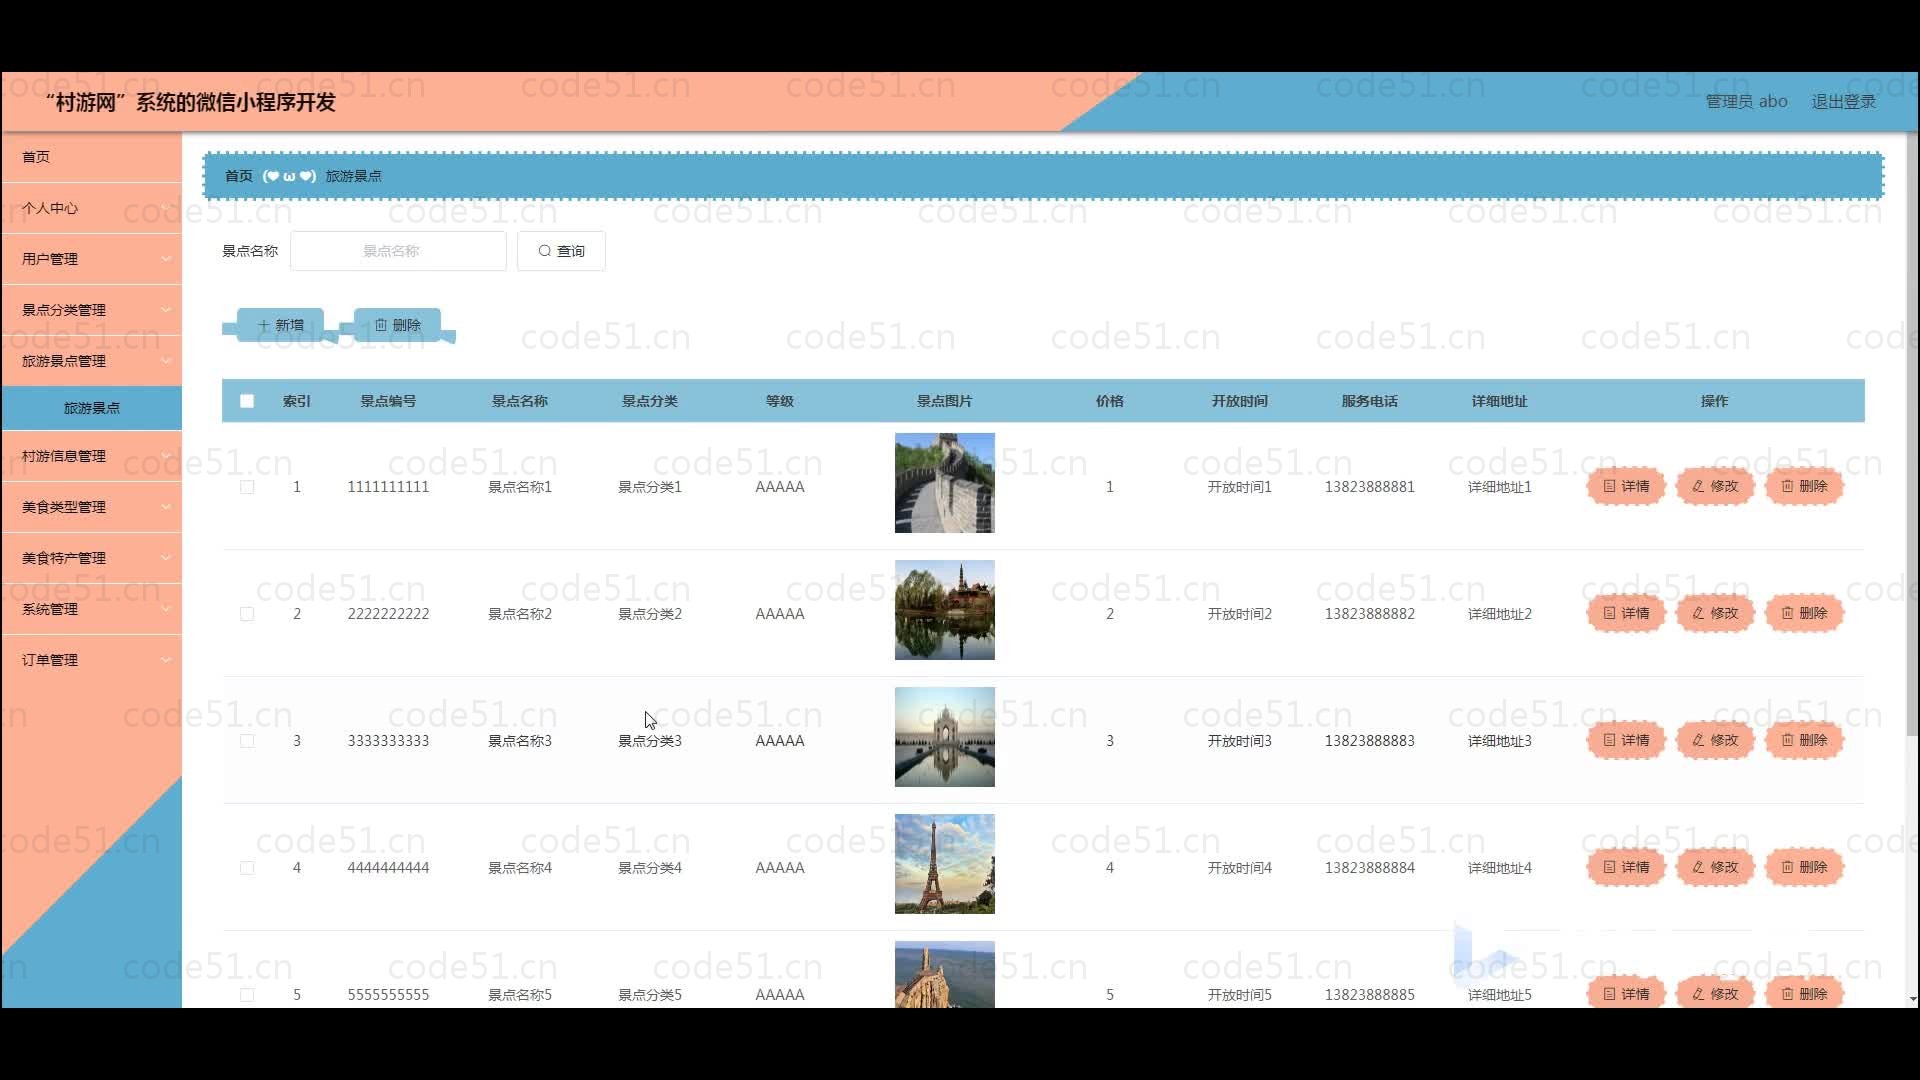 “村游网”系统的微信小程序开发
管理员 abo 退出登录
首页
个人中心
用户管理
景点分类管理
旅游景点管理
旅游景点
村游信息管理
美食类型管理
美食特产管理
系统管理
订单管理
首页 (❤ ω ❤) 旅游景点
景点名称 景点名称 查询
新增 删除
索引 景点编号 景点名称 景点分类 等级 景点图片 价格 开放时间 服务电话 详细地址 操作
1 1111111111 景点名称1 景点分类1 AAAAA 1 开放时间1 13823888881 详细地址1 详情 修改 删除
2 2222222222 景点名称2 景点分类2 AAAAA 2 开放时间2 13823888882 详细地址2 详情 修改 删除
3 3333333333 景点名称3 景点分类3 AAAAA 3 开放时间3 13823888883 详细地址3 详情 修改 删除
4 4444444444 景点名称4 景点分类4 AAAAA 4 开放时间4 13823888884 详细地址4 详情 修改 删除
5 5555555555 景点名称5 景点分类5 AAAAA 5 开放时间5 13823888885 详细地址5 详情 修改 删除
code51.cn